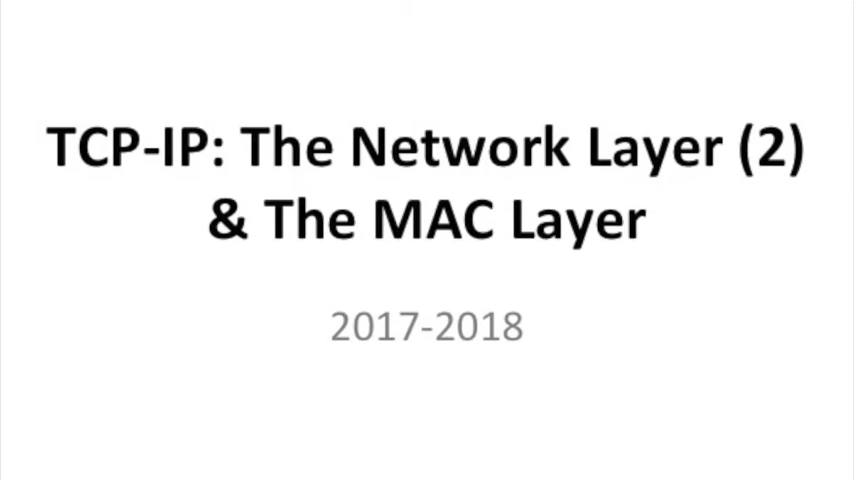 TCP-IP: The Network Layer (2)
& The MAC Layer
2017-2018